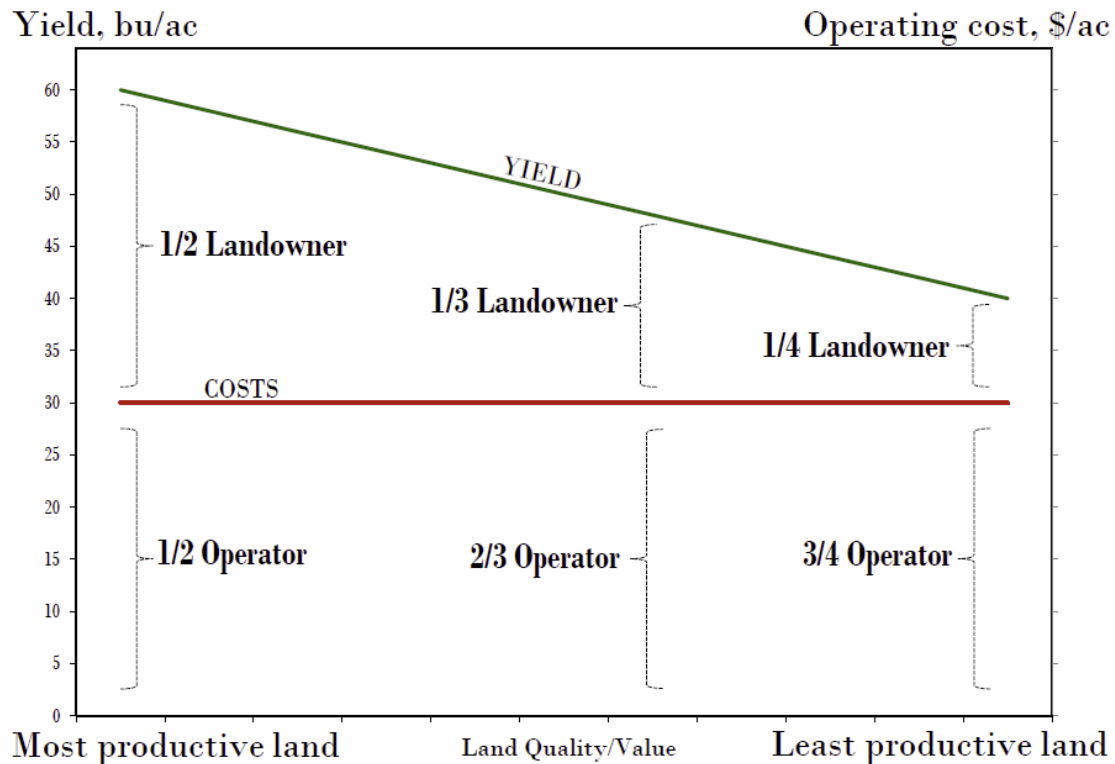 Yield, bu/ac
Operating cost, $/ac
60
55
50
45
40
35
30
25
20
15
10
5
0
YIELD
1/2 Landowner
1/3 Landowner
1/4 Landowner
COSTS
1/2 Operator
2/3 Operator
3/4 Operator
Most productive land
Land Quality/Value
Least productive land